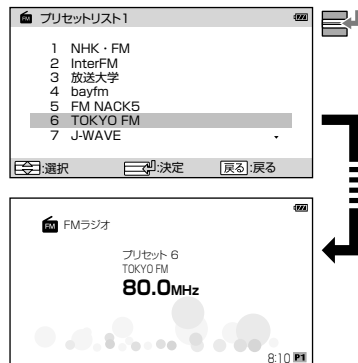 プリセットリスト1
1 NHK・FM
2 InterFM
3 放送大学
4 bayfm
5 FM NACK5
6 TOKYO FM
7 J-WAVE
:選択 :決定 戻る:戻る
FMラジオ
プリセット 6
TOKYO FM
80.0MHz
8:10 P1